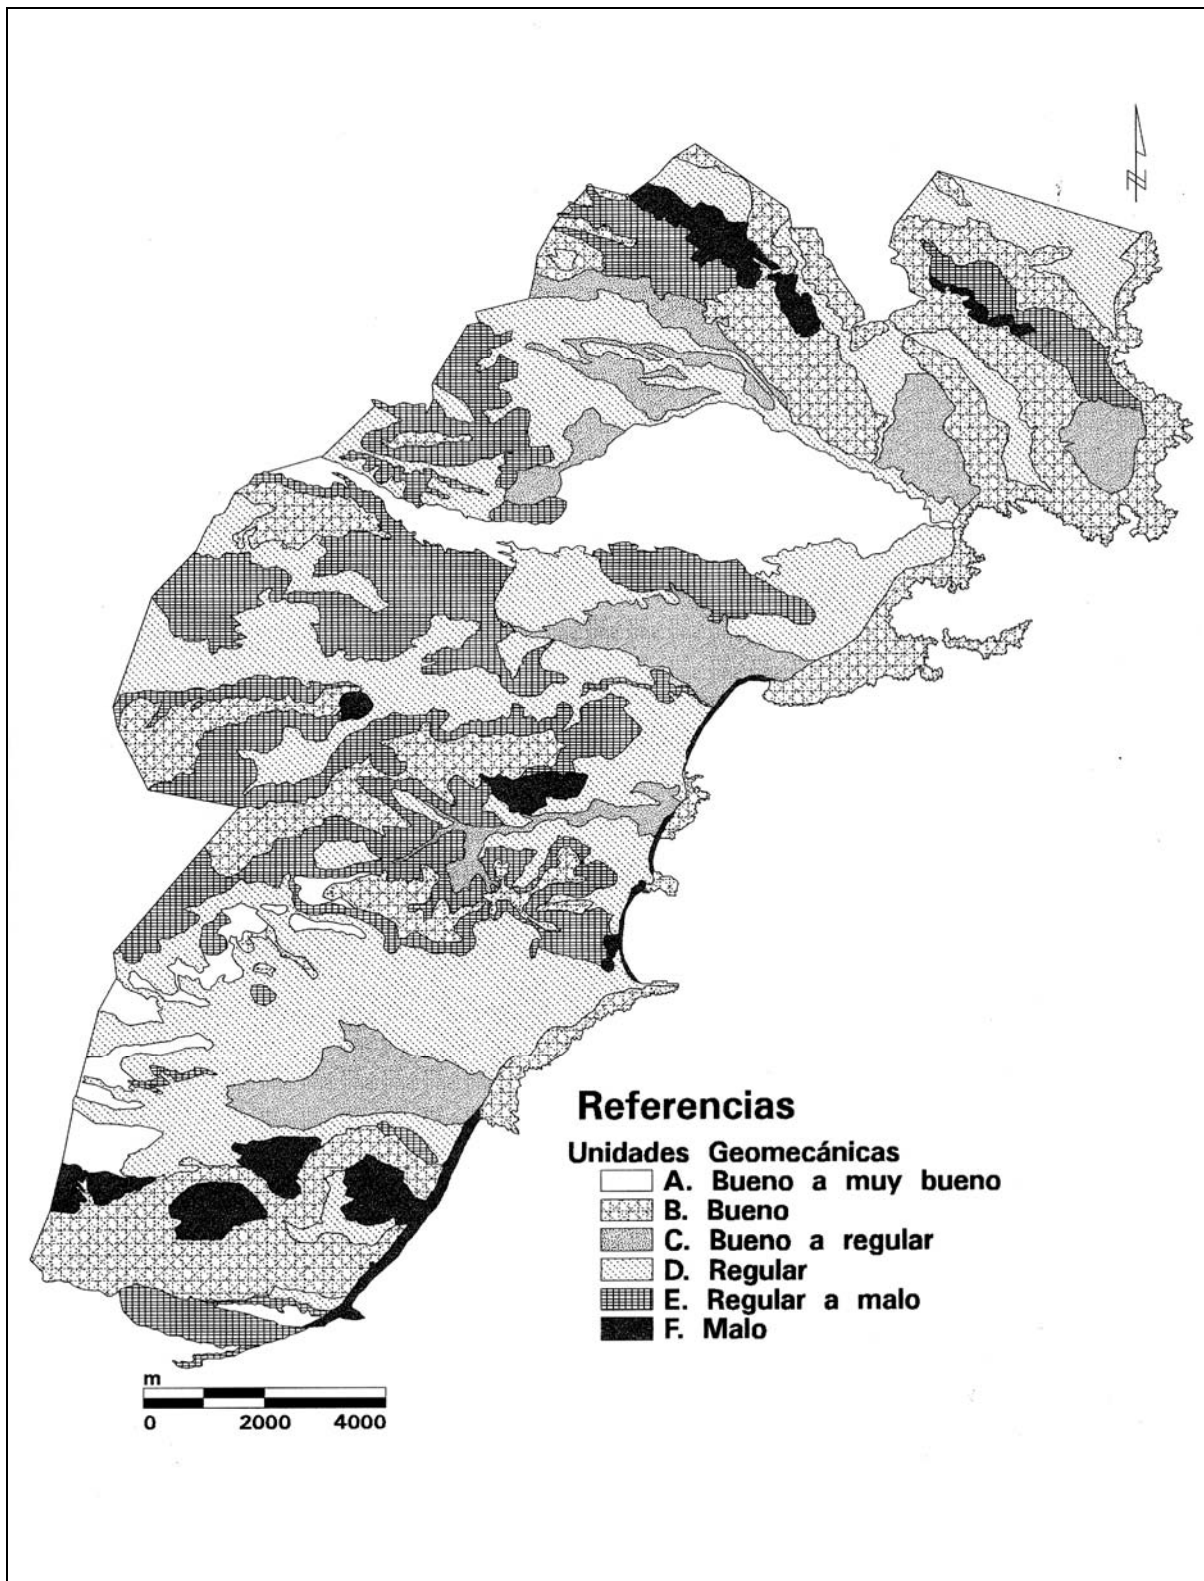 Referencias
Unidades Geomecánicas
A. Bueno a muy bueno
B. Bueno
C. Bueno a regular
D. Regular
E. Regular a malo
F. Malo
m
0 2000 4000